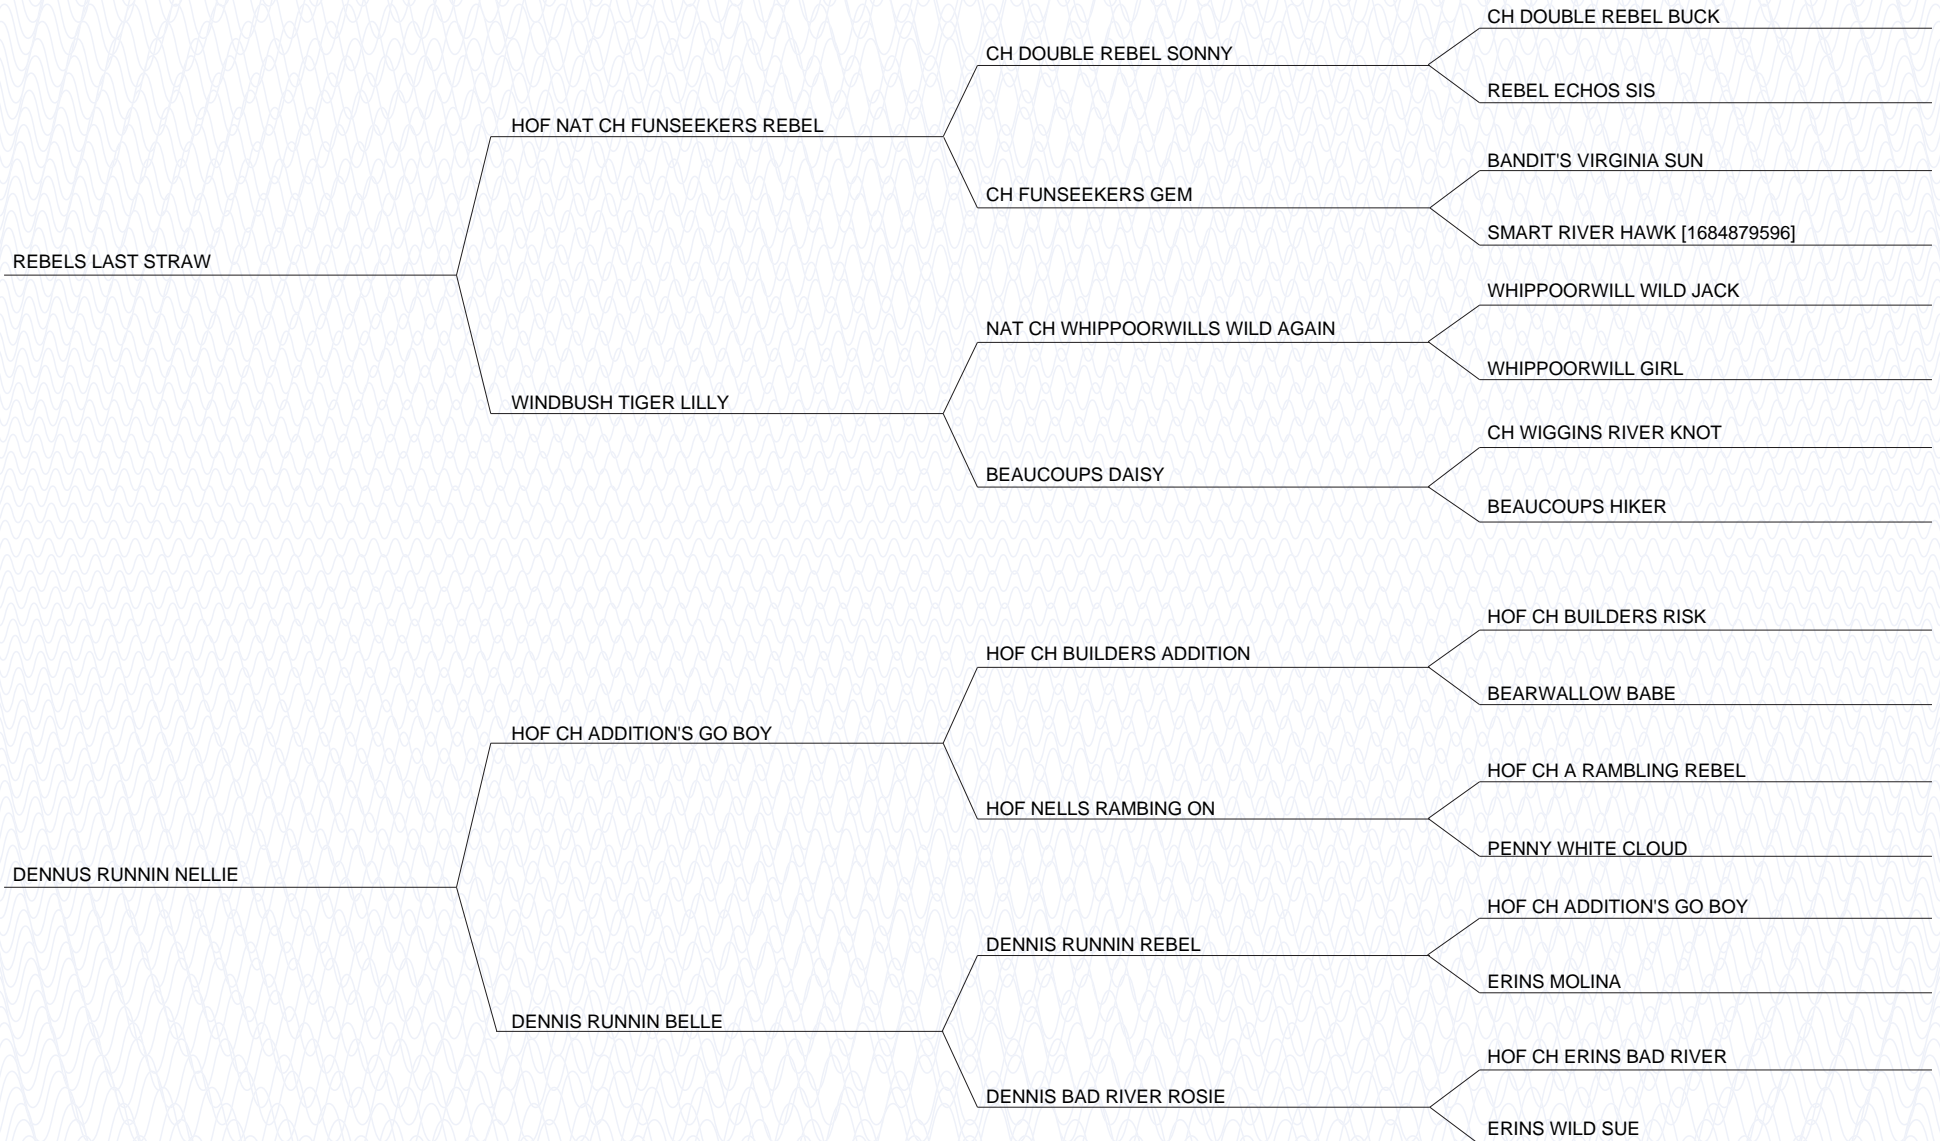 CH DOUBLE REBEL BUCK
CH DOUBLE REBEL SONNY
REBEL ECHOS SIS
HOF NAT CH FUNSEEKERS REBEL
BANDIT'S VIRGINIA SUN
CH FUNSEEKERS GEM
SMART RIVER HAWK [1684879596]
REBELS LAST STRAW
WHIPPOORWILL WILD JACK
NAT CH WHIPPOORWILLS WILD AGAIN
WHIPPOORWILL GIRL
WINDBUSH TIGER LILLY
CH WIGGINS RIVER KNOT
BEAUCOUPS DAISY
BEAUCOUPS HIKER
HOF CH BUILDERS RISK
HOF CH BUILDERS ADDITION
BEARWALLOW BABE
HOF CH ADDITION'S GO BOY
HOF CH A RAMBLING REBEL
HOF NELLS RAMBING ON
PENNY WHITE CLOUD
DENNUS RUNNIN NELLIE
HOF CH ADDITION'S GO BOY
DENNIS RUNNIN REBEL
ERINS MOLINA
DENNIS RUNNIN BELLE
HOF CH ERINS BAD RIVER
DENNIS BAD RIVER ROSIE
ERINS WILD SUE